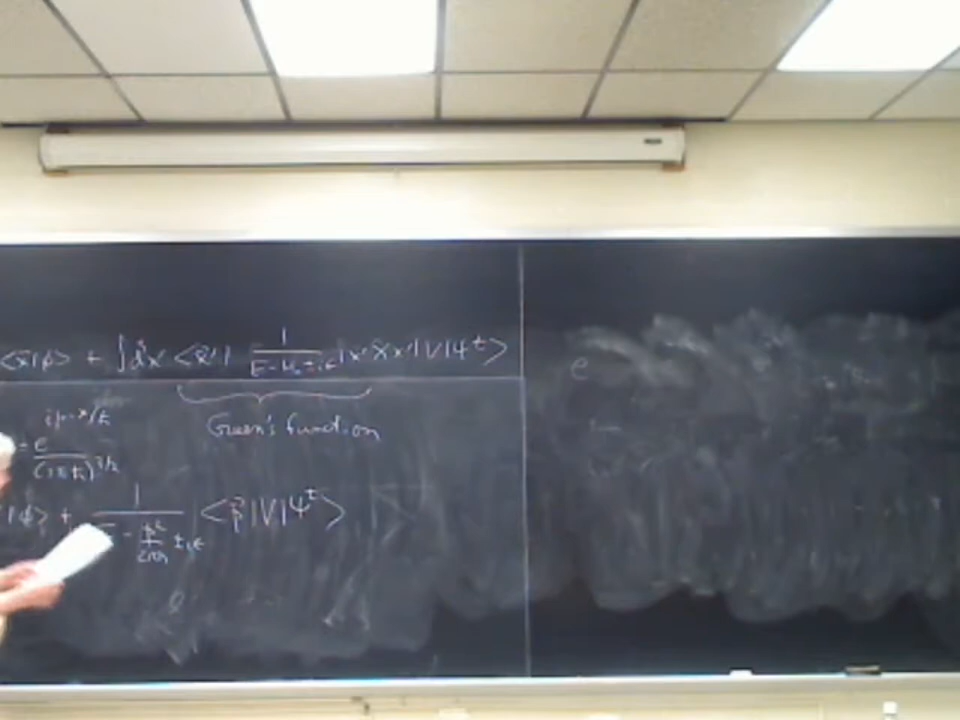 <x|φ> + ∫d³x' <x| 1/(E - H₀ ± iε) |x'><x'|V|ψ^±>
Green's function
= e^{ip·x/ħ}/(2πħ)^{3/2}
|φ> + 1/(E - p²/2m ± iε) <p⃗|V|ψ^±>
e